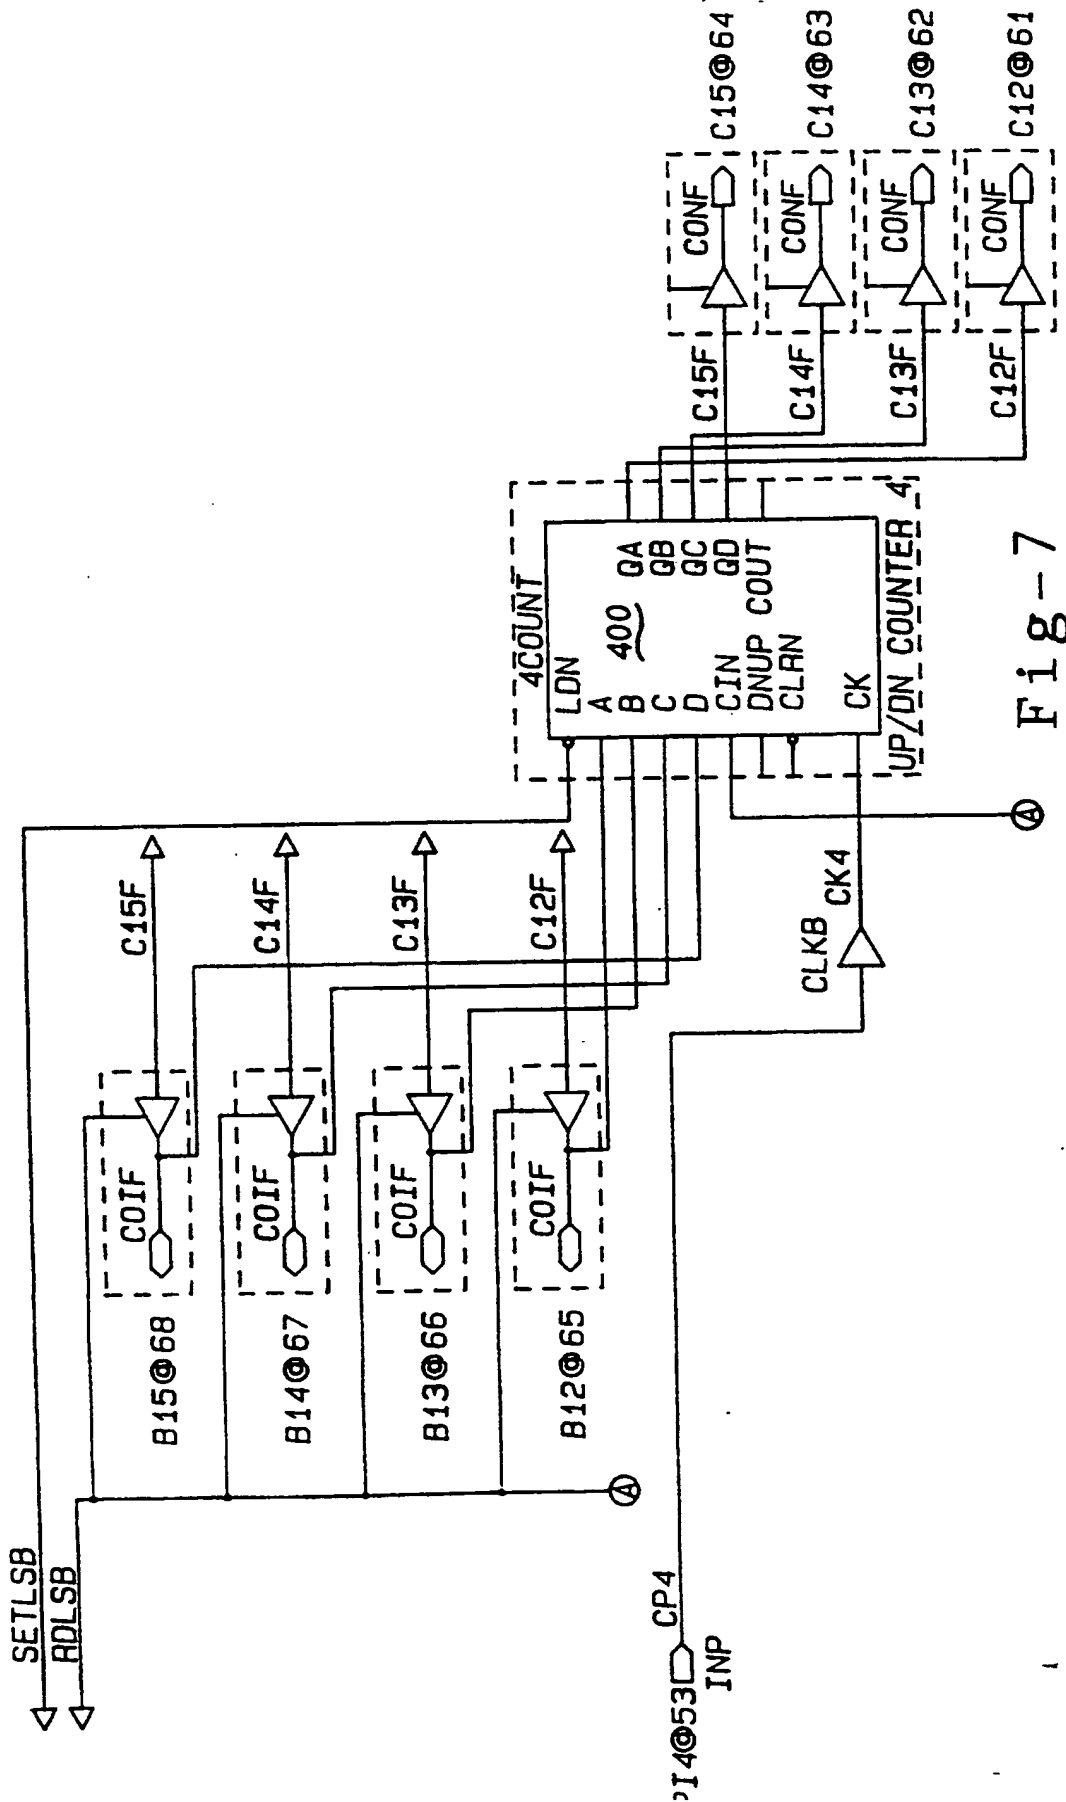 SETLSB
RDLSB
B15@68
COIF
C15F
B14@67
COIF
C14F
B13@66
COIF
C13F
B12@65
COIF
C12F
PI4@53
INP
CP4
CLKB
CK4
A
A
4COUNT
LDN
A
B
C
D
CIN
DNUP
CLRN
CK
400
QA
QB
QC
QD
COUT
UP/DN COUNTER 4
C15F
CONF
C15@64
C14F
CONF
C14@63
C13F
CONF
C13@62
C12F
CONF
C12@61
Fig-7